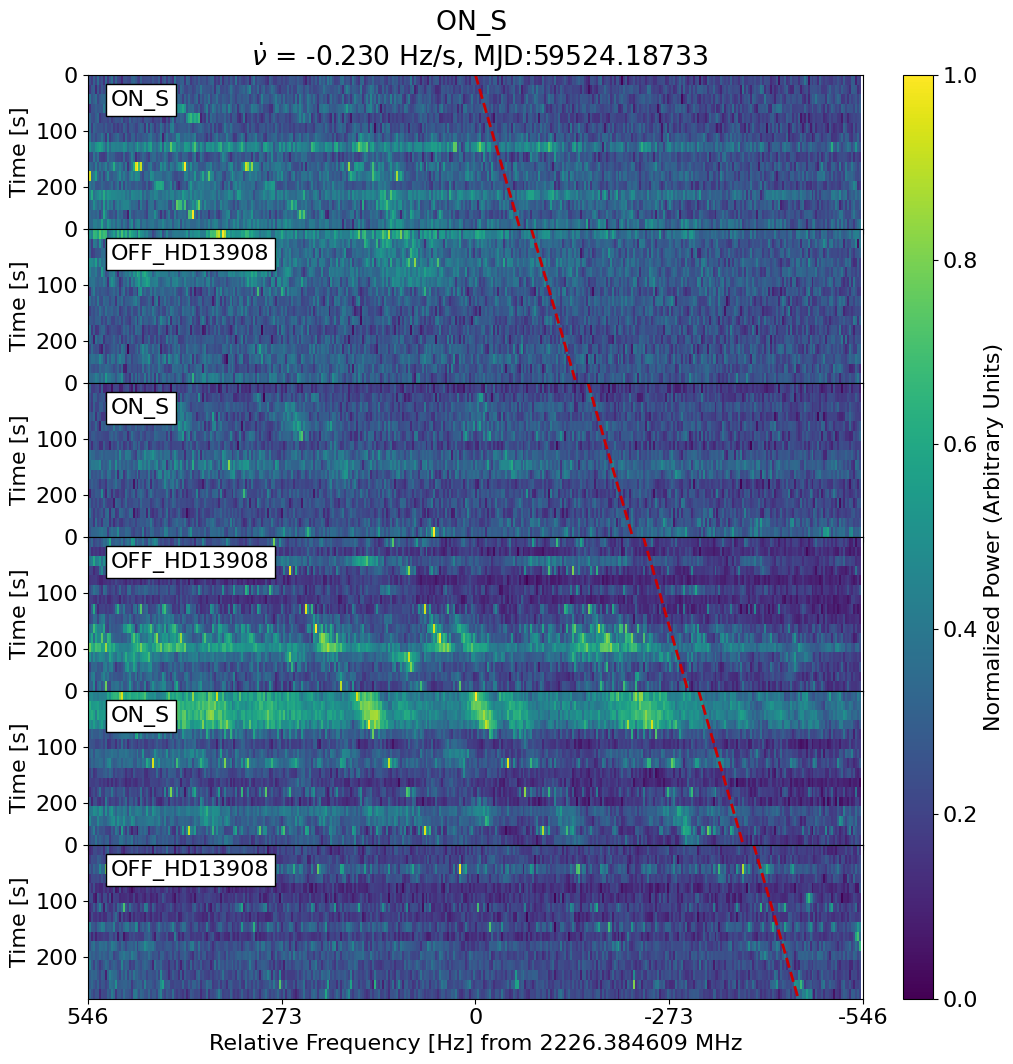 ON_S
ν̇ = -0.230 Hz/s, MJD:59524.18733
0
100
200
Time [s]
ON_S
0
100
200
Time [s]
OFF_HD13908
0
100
200
Time [s]
ON_S
0
100
200
Time [s]
OFF_HD13908
0
100
200
Time [s]
ON_S
0
100
200
Time [s]
OFF_HD13908
546 273 0 -273 -546
Relative Frequency [Hz] from 2226.384609 MHz
1.0
0.8
0.6
0.4
0.2
0.0
Normalized Power (Arbitrary Units)